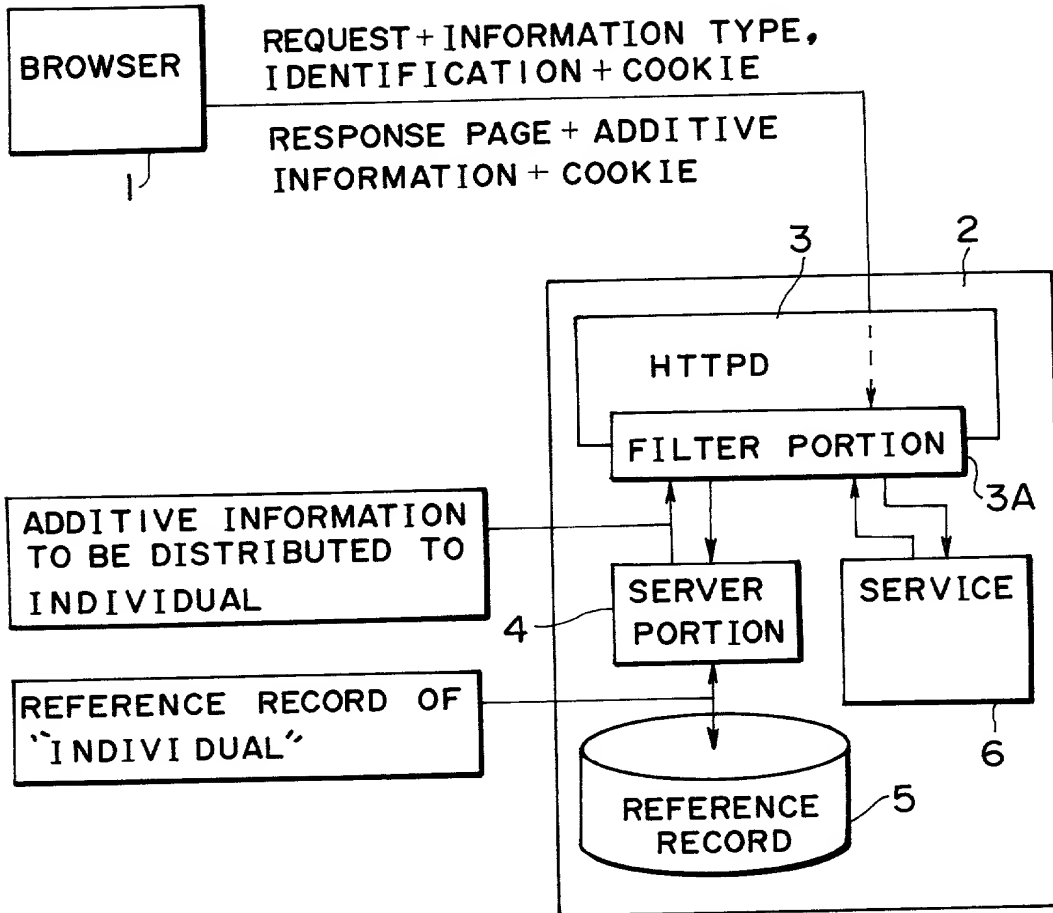 BROWSER
1
REQUEST + INFORMATION TYPE,
IDENTIFICATION + COOKIE
RESPONSE PAGE + ADDITIVE
INFORMATION + COOKIE
2
3
HTTPD
FILTER PORTION
3A
ADDITIVE INFORMATION
TO BE DISTRIBUTED TO
INDIVIDUAL
SERVER
PORTION
4
SERVICE
6
REFERENCE RECORD OF
"INDIVIDUAL"
REFERENCE
RECORD
5